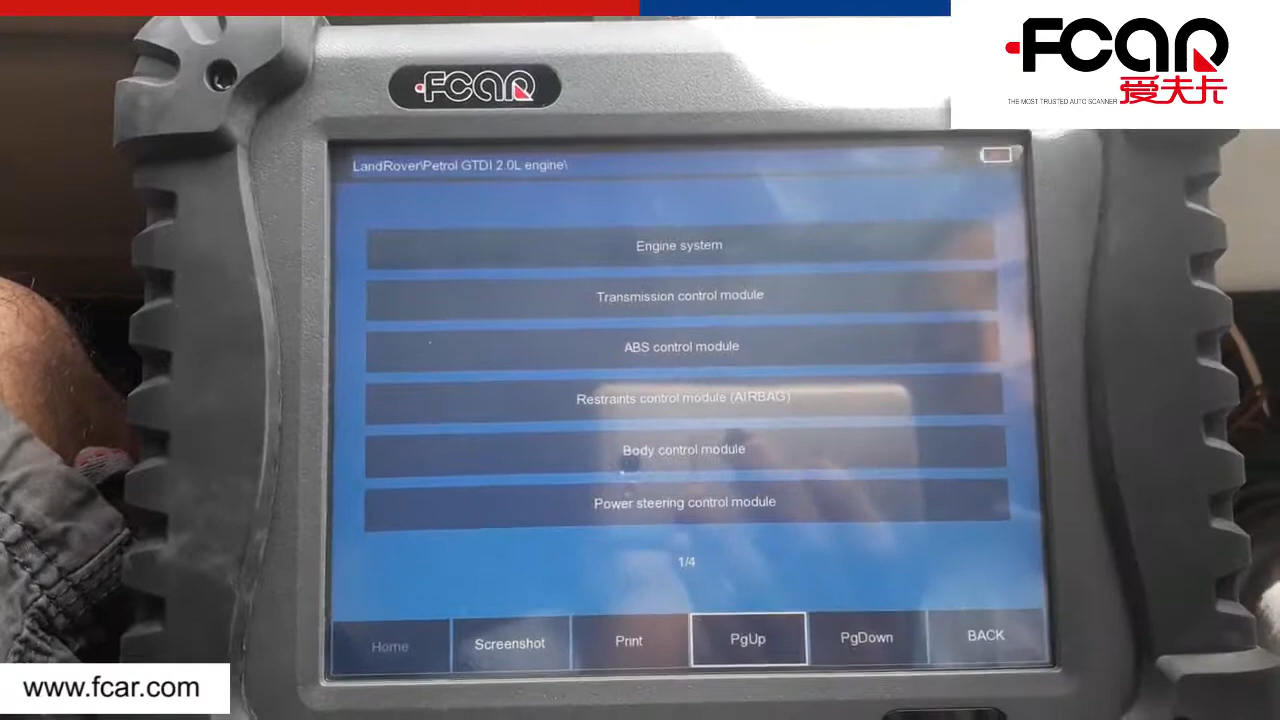 FCAR
FCAR
THE MOST TRUSTED AUTO SCANNER 爱夫卡
LandRover\Petrol GTDI 2.0L engine\
Engine system
Transmission control module
ABS control module
Restraints control module (AIRBAG)
Body control module
Power steering control module
1/4
Home Screenshot Print PgUp PgDown BACK
www.fcar.com